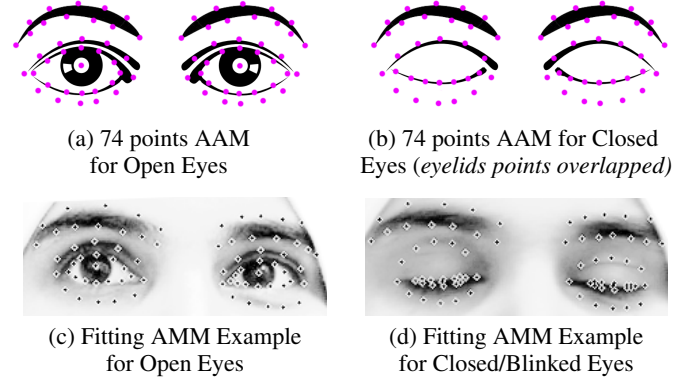 (a) 74 points AAM
for Open Eyes
(b) 74 points AAM for Closed
Eyes (eyelids points overlapped)
(c) Fitting AMM Example
for Open Eyes
(d) Fitting AMM Example
for Closed/Blinked Eyes